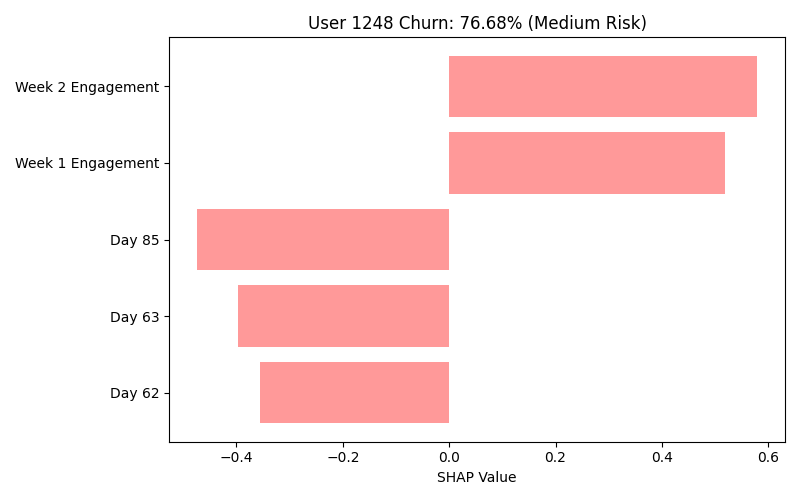 User 1248 Churn: 76.68% (Medium Risk)
Week 2 Engagement
Week 1 Engagement
Day 85
Day 63
Day 62
−0.4 −0.2 0.0 0.2 0.4 0.6
SHAP Value